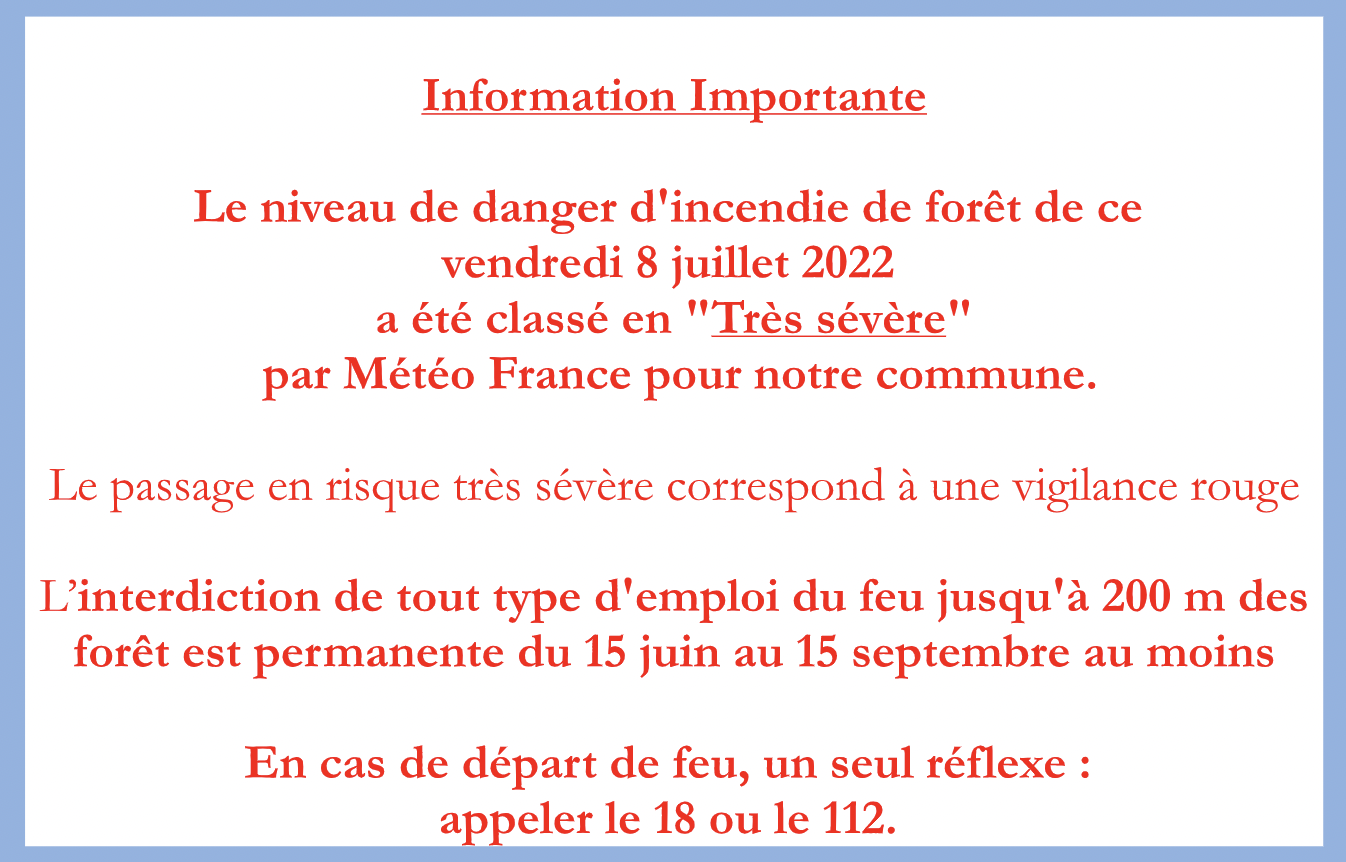 Information Importante
Le niveau de danger d'incendie de forêt de ce
vendredi 8 juillet 2022
a été classé en "Très sévère"
par Météo France pour notre commune.
Le passage en risque très sévère correspond à une vigilance rouge
L’interdiction de tout type d'emploi du feu jusqu'à 200 m des
forêt est permanente du 15 juin au 15 septembre au moins
En cas de départ de feu, un seul réflexe :
appeler le 18 ou le 112.